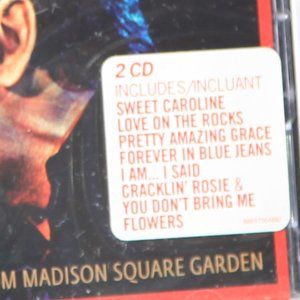 2 CD
INCLUDES/INCLUANT
SWEET CAROLINE
LOVE ON THE ROCKS
PRETTY AMAZING GRACE
FOREVER IN BLUE JEANS
I AM... I SAID
CRACKLIN' ROSIE &
YOU DON'T BRING ME
FLOWERS
M MADISON SQUARE GARDEN